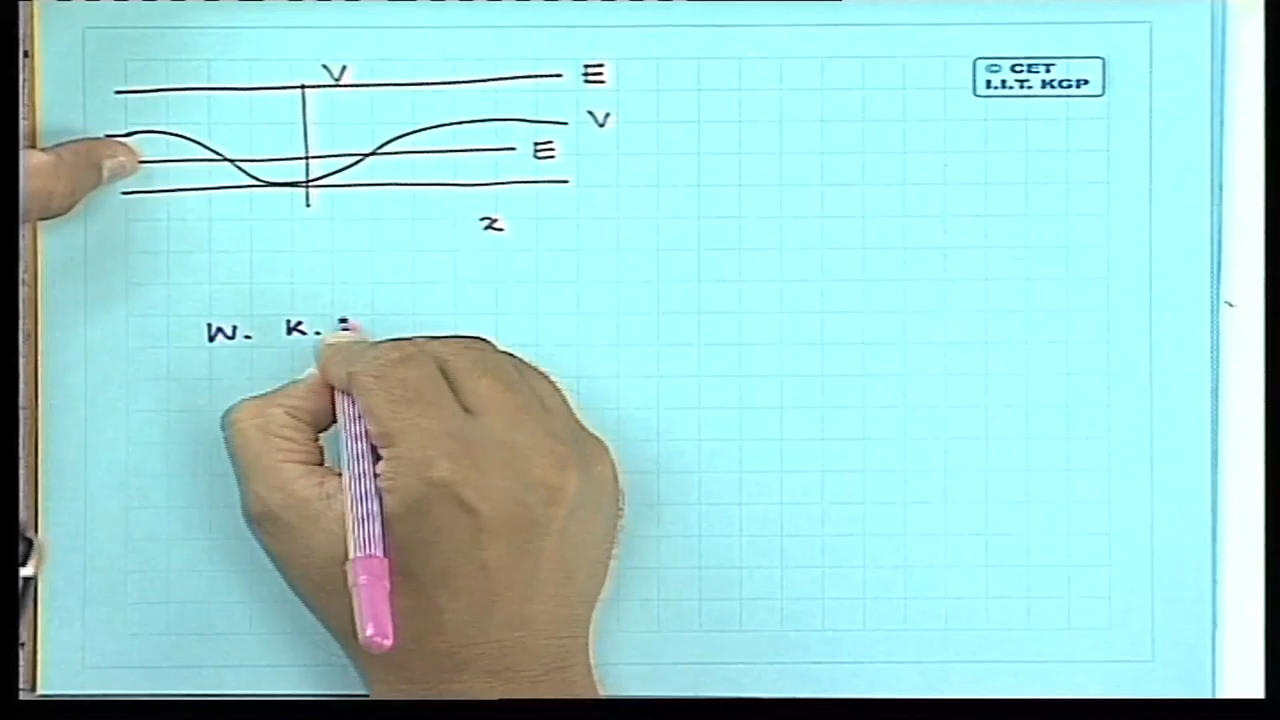 V
E
V
E
x
W. K.
© CET
I.I.T. KGP